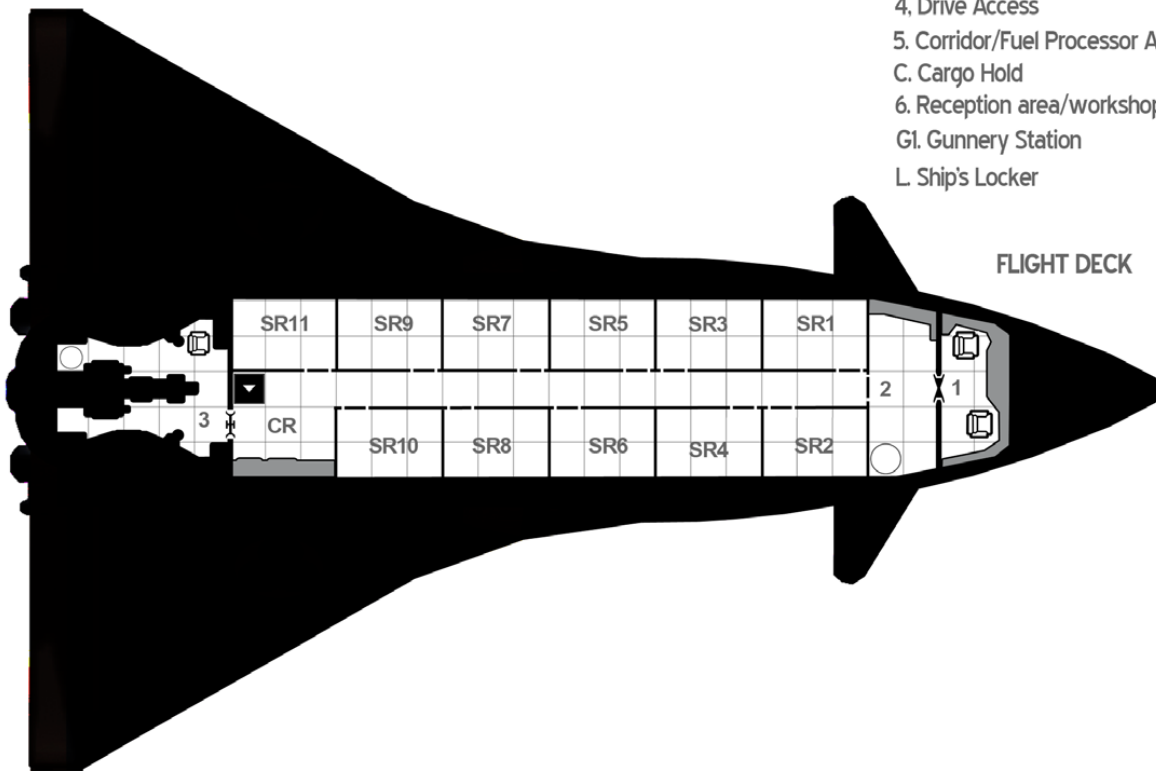 4, Drive Access
5. Corridor/Fuel Processor A
C. Cargo Hold
6. Reception area/workshop
G1. Gunnery Station
L. Ship's Locker
FLIGHT DECK
SR11 SR9 SR7 SR5 SR3 SR1
2 1
3 CR
SR10 SR8 SR6 SR4 SR2